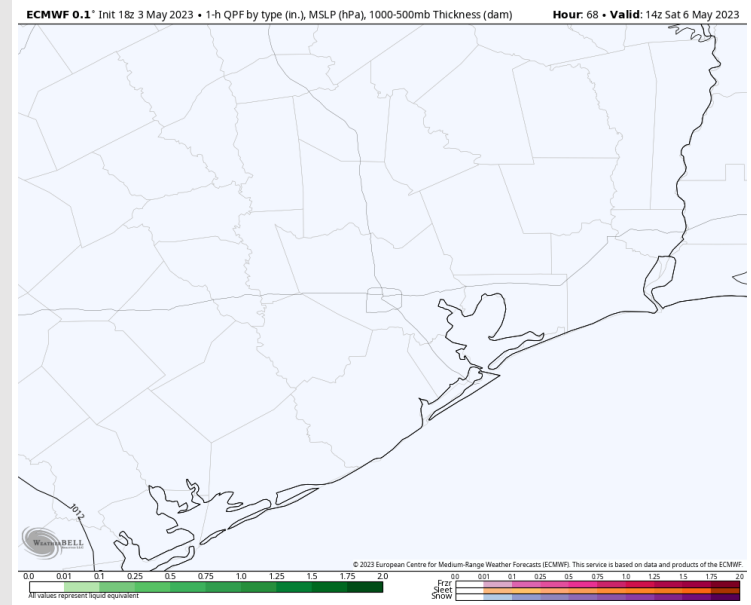 ECMWF 0.1° Init 18z 3 May 2023 • 1-h QPF by type (in.), MSLP (hPa), 1000-500mb Thickness (dam) Hour: 68 • Valid: 14z Sat 6 May 2023
1012
WeatherBELL
© 2023 European Centre for Medium-Range Weather Forecasts (ECMWF). This service is based on data and products of the ECMWF.
0.0 0.01 0.1 0.25 0.5 0.75 1.0 1.25 1.5 1.75 2.0
All values represent liquid equivalent
0.0 0.01 0.1 0.25 0.5 0.75 1.0 1.25 1.5 1.75 2.0
Frzr
Sleet
Snow